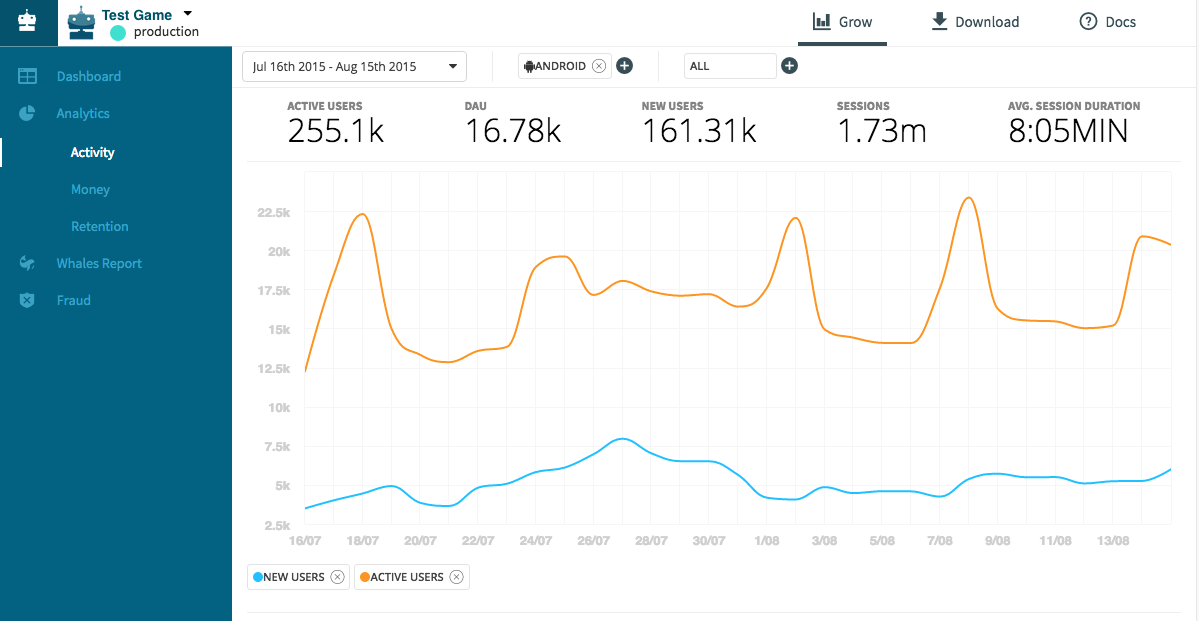 Test Game
production
Grow
Download
Docs
Dashboard
Analytics
Activity
Money
Retention
Whales Report
Fraud
Jul 16th 2015 - Aug 15th 2015
ANDROID
ALL
ACTIVE USERS
255.1k
DAU
16.78k
NEW USERS
161.31k
SESSIONS
1.73m
AVG. SESSION DURATION
8:05MIN
22.5k
20k
17.5k
15k
12.5k
10k
7.5k
5k
2.5k
16/07 18/07 20/07 22/07 24/07 26/07 28/07 30/07 1/08 3/08 5/08 7/08 9/08 11/08 13/08
NEW USERS
ACTIVE USERS